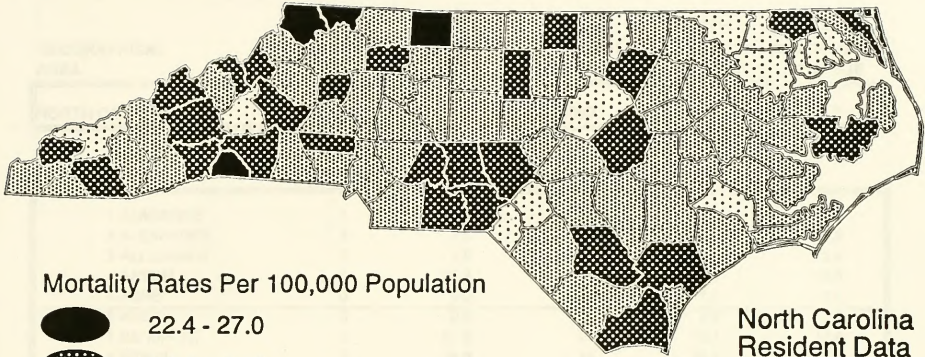 Mortality Rates Per 100,000 Population
22.4 - 27.0
North Carolina
Resident Data